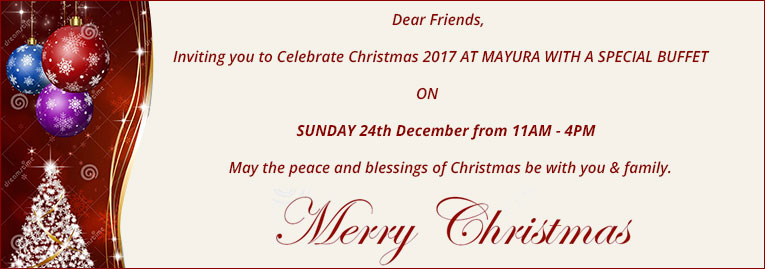 Dear Friends,
Inviting you to Celebrate Christmas 2017 AT MAYURA WITH A SPECIAL BUFFET
ON
SUNDAY 24th December from 11AM - 4PM
May the peace and blessings of Christmas be with you & family.
Merry Christmas